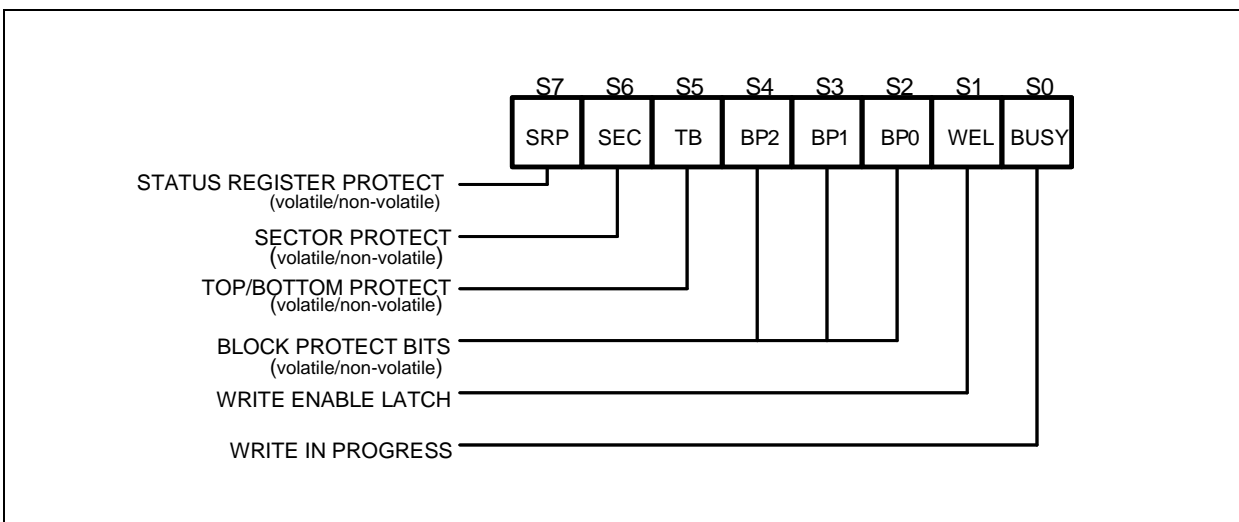 S7 S6 S5 S4 S3 S2 S1 S0
SRP SEC TB BP2 BP1 BP0 WEL BUSY
STATUS REGISTER PROTECT
(volatile/non-volatile)
SECTOR PROTECT
(volatile/non-volatile)
TOP/BOTTOM PROTECT
(volatile/non-volatile)
BLOCK PROTECT BITS
(volatile/non-volatile)
WRITE ENABLE LATCH
WRITE IN PROGRESS